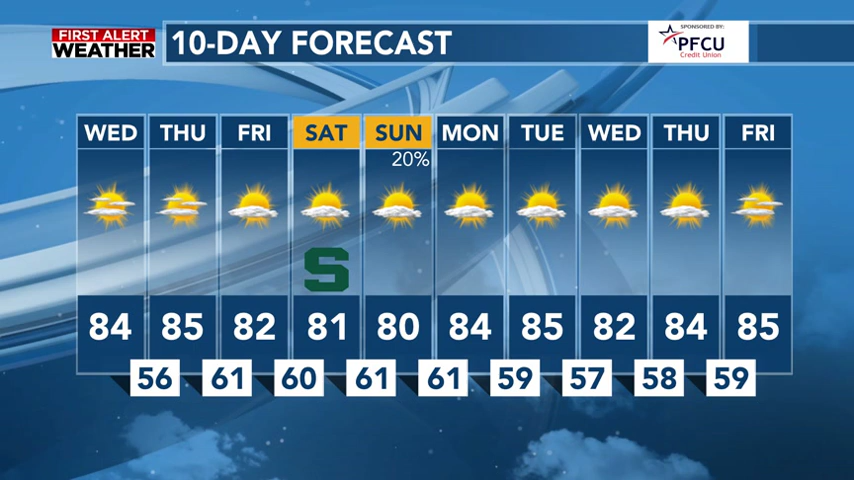 FIRST ALERT
WEATHER
10-DAY FORECAST
SPONSORED BY:
PFCU
Credit Union
WED THU FRI SAT SUN MON TUE WED THU FRI
20%
S
84 85 82 81 80 84 85 82 84 85
56 61 60 61 61 59 57 58 59